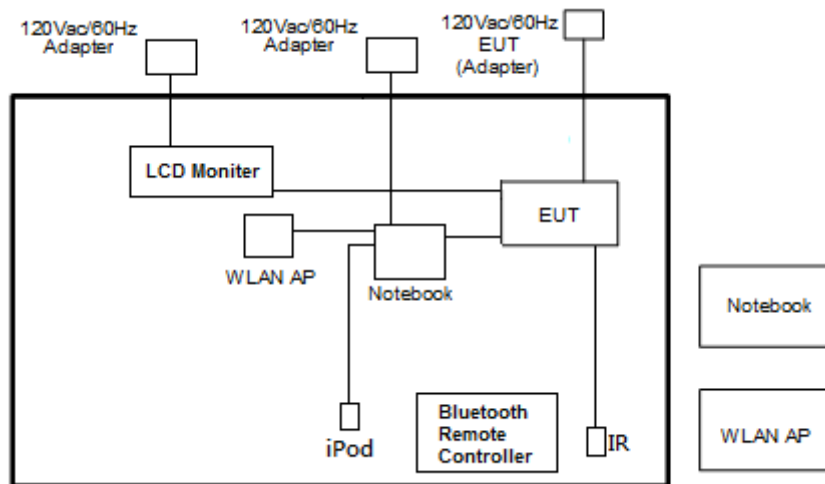 120Vac/60Hz
Adapter
120Vac/60Hz
Adapter
120Vac/60Hz
EUT
(Adapter)
LCD Moniter
EUT
WLAN AP
Notebook
Notebook
iPod
Bluetooth
Remote
Controller
IR
WLAN AP